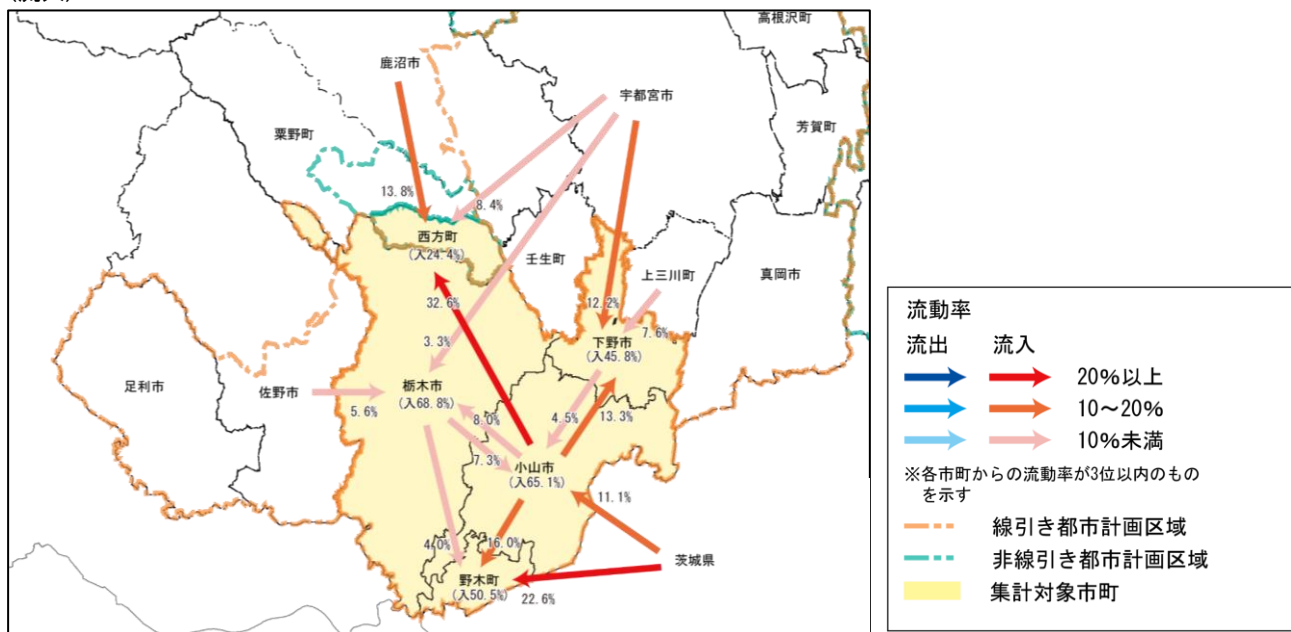 高根沢町
鹿沼市
宇都宮市
芳賀町
粟野町
13.8%
8.4%
西方町
(入24.4%)
壬生町
上三川町
真岡市
32.6%
12.2%
7.6%
3.3%
下野市
(入45.8%)
足利市
佐野市
栃木市
(入68.8%)
5.6%
8.0%
4.5%
13.3%
7.3%
小山市
(入65.1%)
11.1%
4.0%
16.0%
茨城県
野木町
(入50.5%)
22.6%
流動率
流出 流入
20%以上
10~20%
10%未満
※各市町からの流動率が3位以内のもの
を示す
線引き都市計画区域
非線引き都市計画区域
集計対象市町